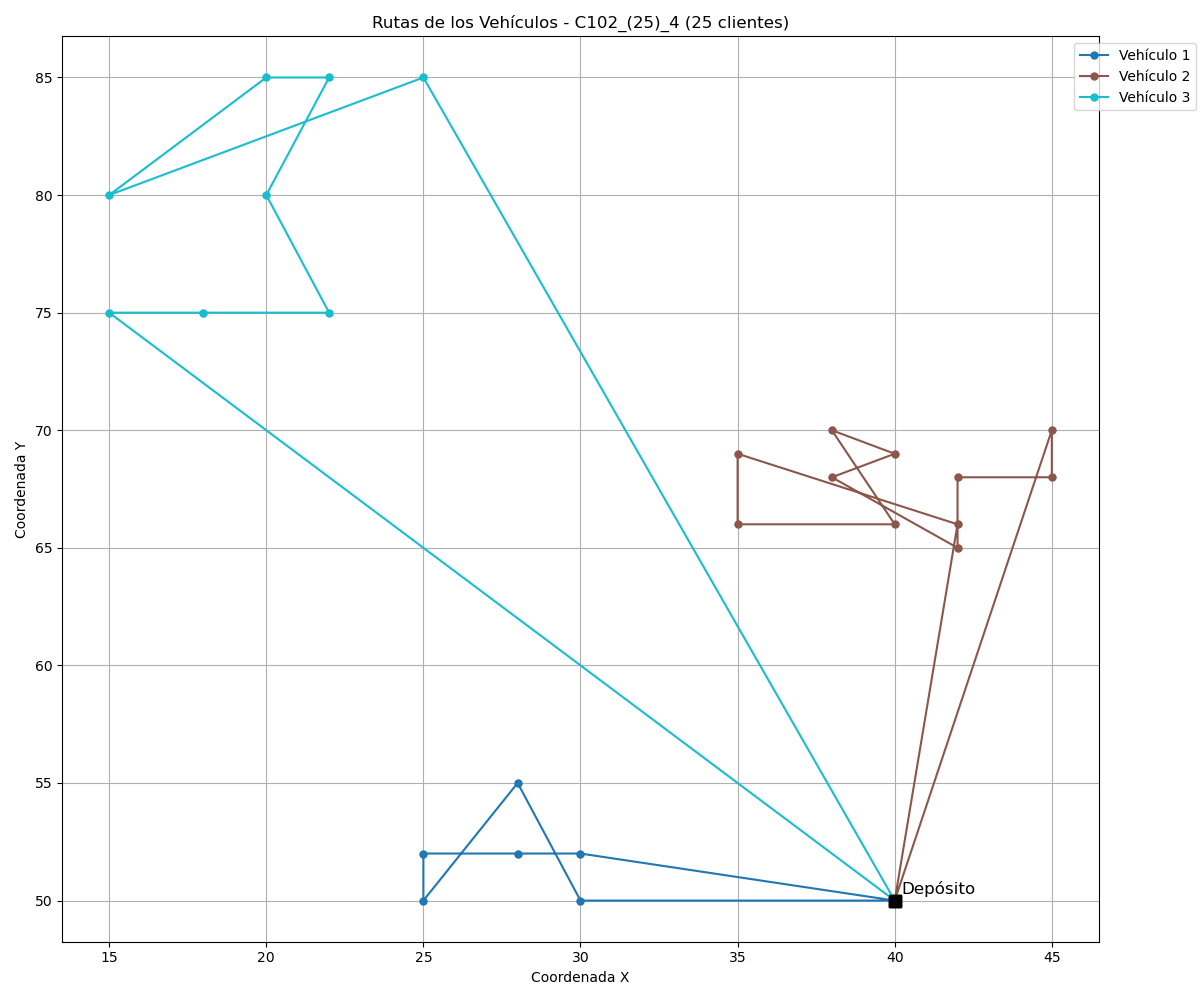 Rutas de los Vehículos - C102_(25)_4 (25 clientes)
Vehículo 1
Vehículo 2
Vehículo 3
Coordenada Y
85
80
75
70
65
60
55
50
Depósito
15 20 25 30 35 40 45
Coordenada X